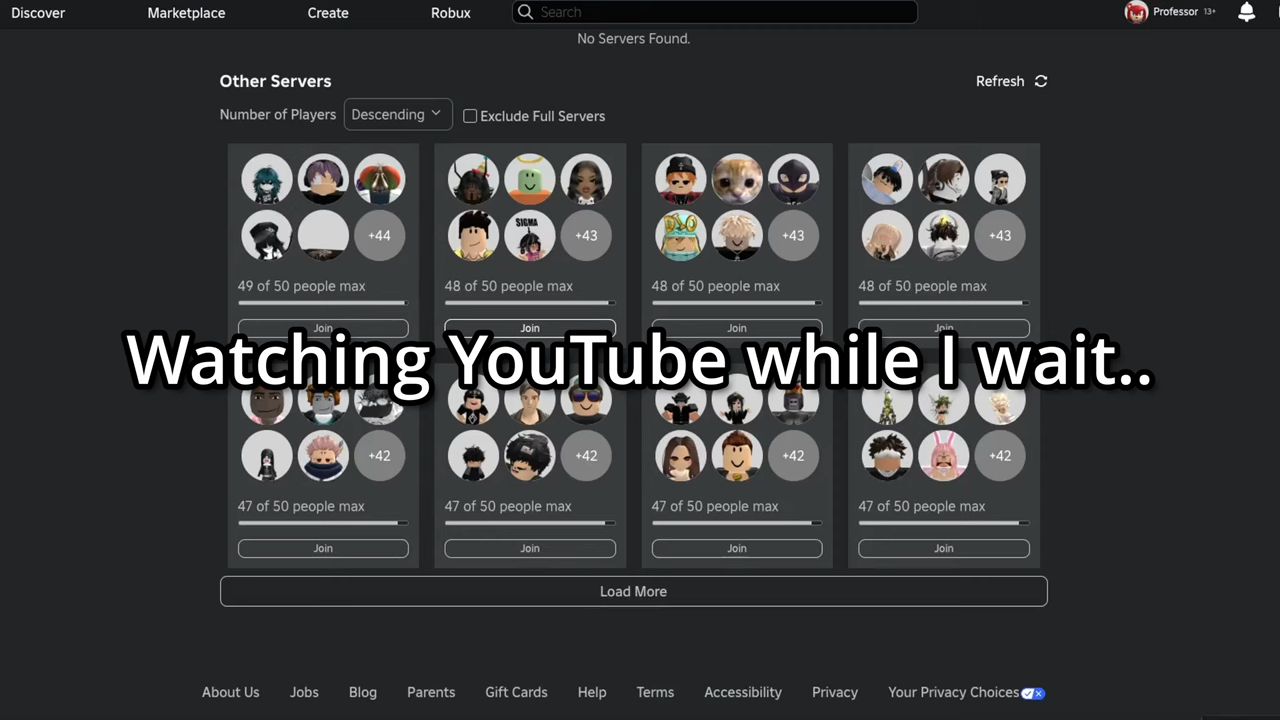 Discover Marketplace Create Robux Search Professor 13+
No Servers Found.
Other Servers Refresh
Number of Players Descending Exclude Full Servers
SIGMA
+44 +43 +43 +43
49 of 50 people max 48 of 50 people max 48 of 50 people max 48 of 50 people max
Join Join Join Join
Watching YouTube while I wait..
+42 +42 +42 +42
47 of 50 people max 47 of 50 people max 47 of 50 people max 47 of 50 people max
Join Join Join Join
Load More
About Us Jobs Blog Parents Gift Cards Help Terms Accessibility Privacy Your Privacy Choices